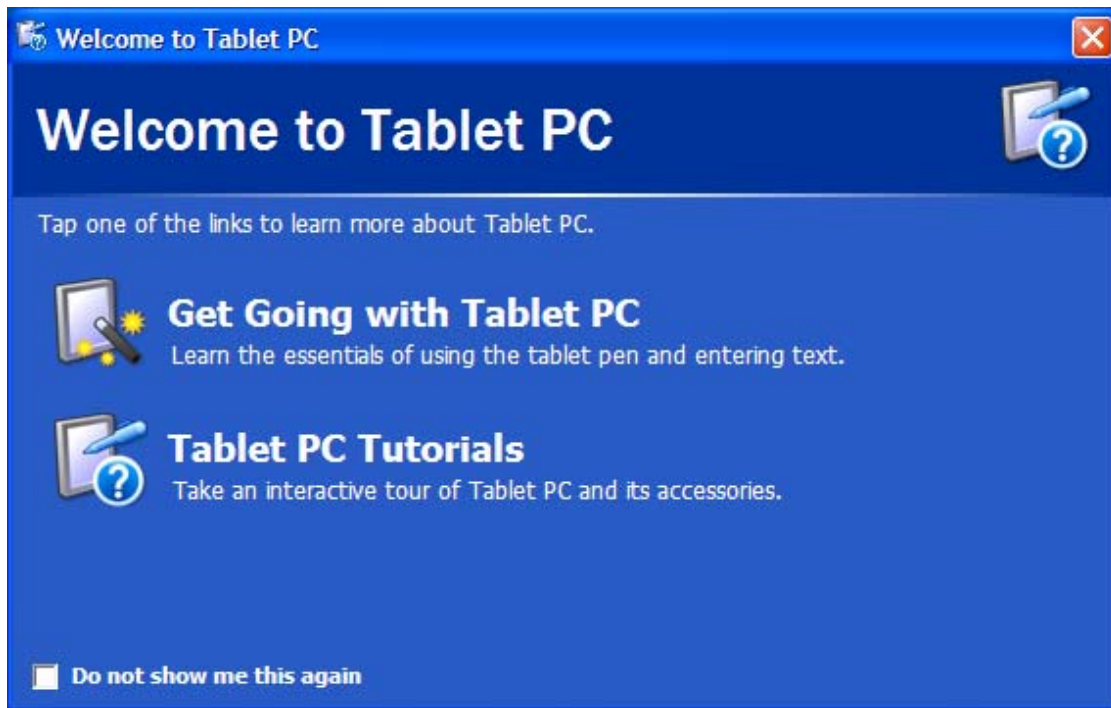 Welcome to Tablet PC
Welcome to Tablet PC
Tap one of the links to learn more about Tablet PC.
Get Going with Tablet PC
Learn the essentials of using the tablet pen and entering text.
Tablet PC Tutorials
Take an interactive tour of Tablet PC and its accessories.
Do not show me this again